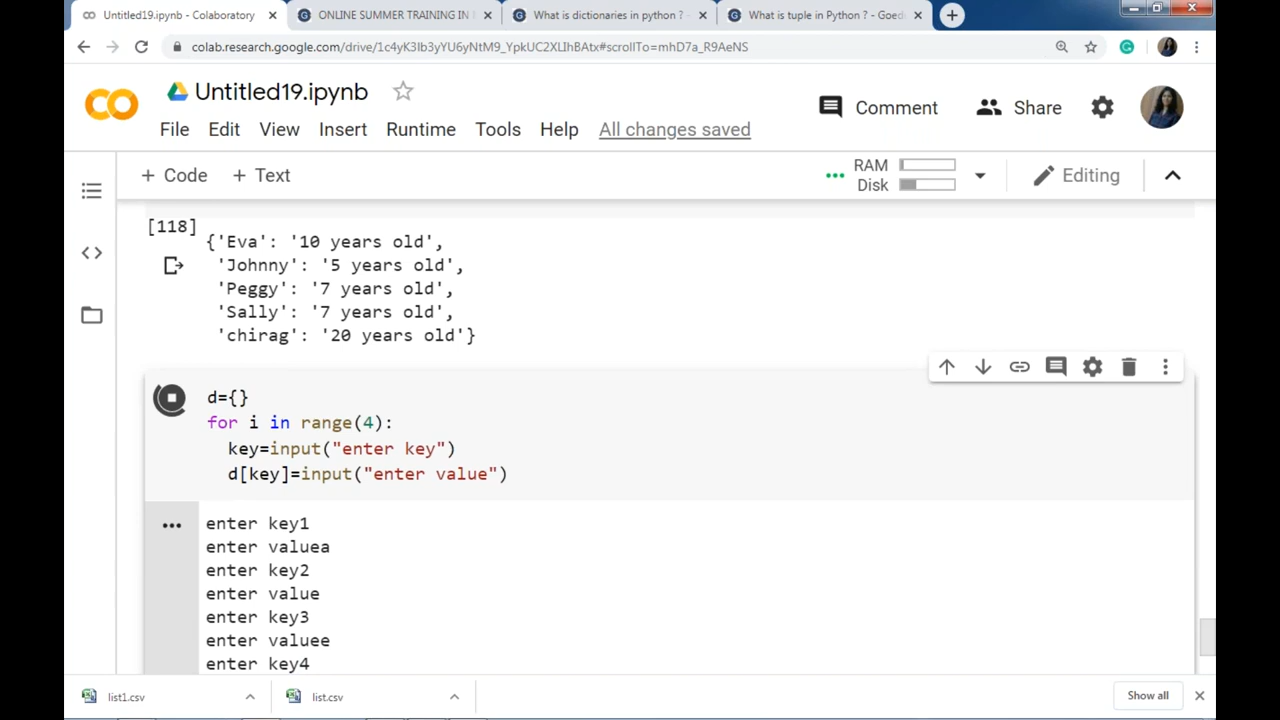 Untitled19.ipynb - Colaboratory
ONLINE SUMMER TRAINING IN
What is dictionaries in python ? -
What is tuple in Python ? - Goed
colab.research.google.com/drive/1c4yK3Ib3yYU6yNtM9_YpkUC2XLIhBAtx#scrollTo=mhD7a_R9AeNS
CO
Untitled19.ipynb
Comment
Share
File Edit View Insert Runtime Tools Help All changes saved
+ Code + Text
RAM
Disk
Editing
[118]
{'Eva': '10 years old',
'Johnny': '5 years old',
'Peggy': '7 years old',
'Sally': '7 years old',
'chirag': '20 years old'}
d={}
for i in range(4):
key=input("enter key")
d[key]=input("enter value")
enter key1
enter valuea
enter key2
enter value
enter key3
enter valuee
enter key4
list1.csv
list.csv
Show all